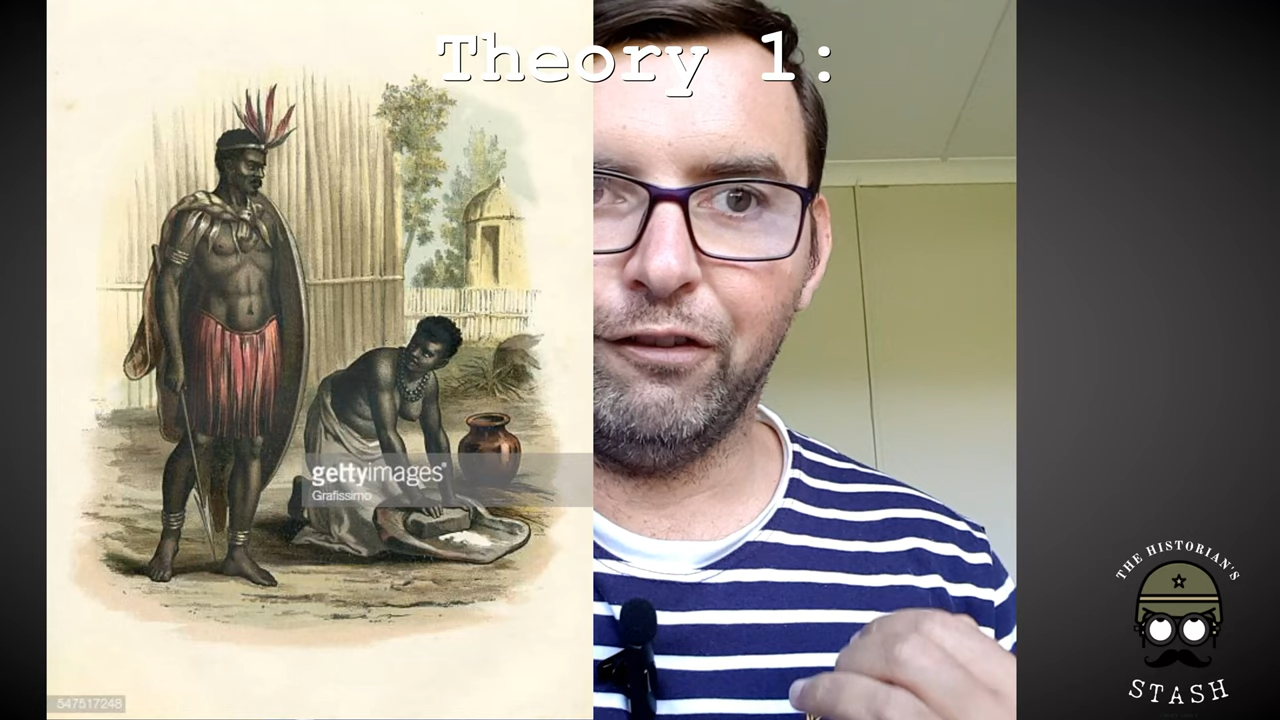 Theory 1:
gettyimages®
Grafissimo
547517248
THE HISTORIAN'S
STASH